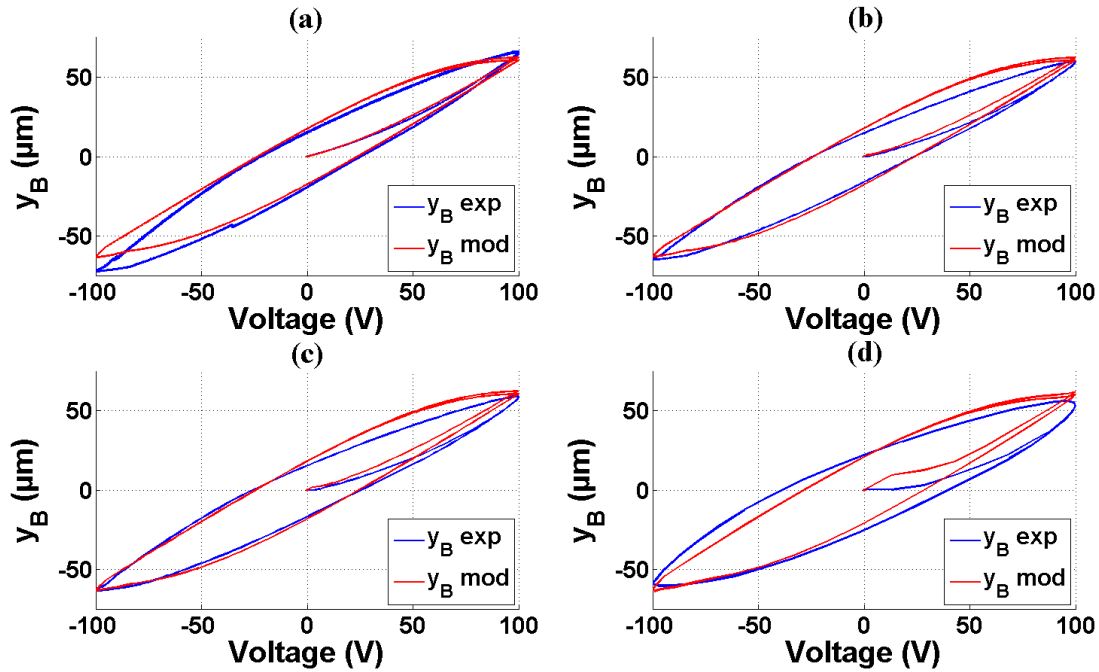 (a)
y_B (μm)
50
0
-50
-100
-50
0
50
100
Voltage (V)
y_B exp
y_B mod
(b)
y_B (μm)
50
0
-50
-100
-50
0
50
100
Voltage (V)
y_B exp
y_B mod
(c)
y_B (μm)
50
0
-50
-100
-50
0
50
100
Voltage (V)
y_B exp
y_B mod
(d)
y_B (μm)
50
0
-50
-100
-50
0
50
100
Voltage (V)
y_B exp
y_B mod